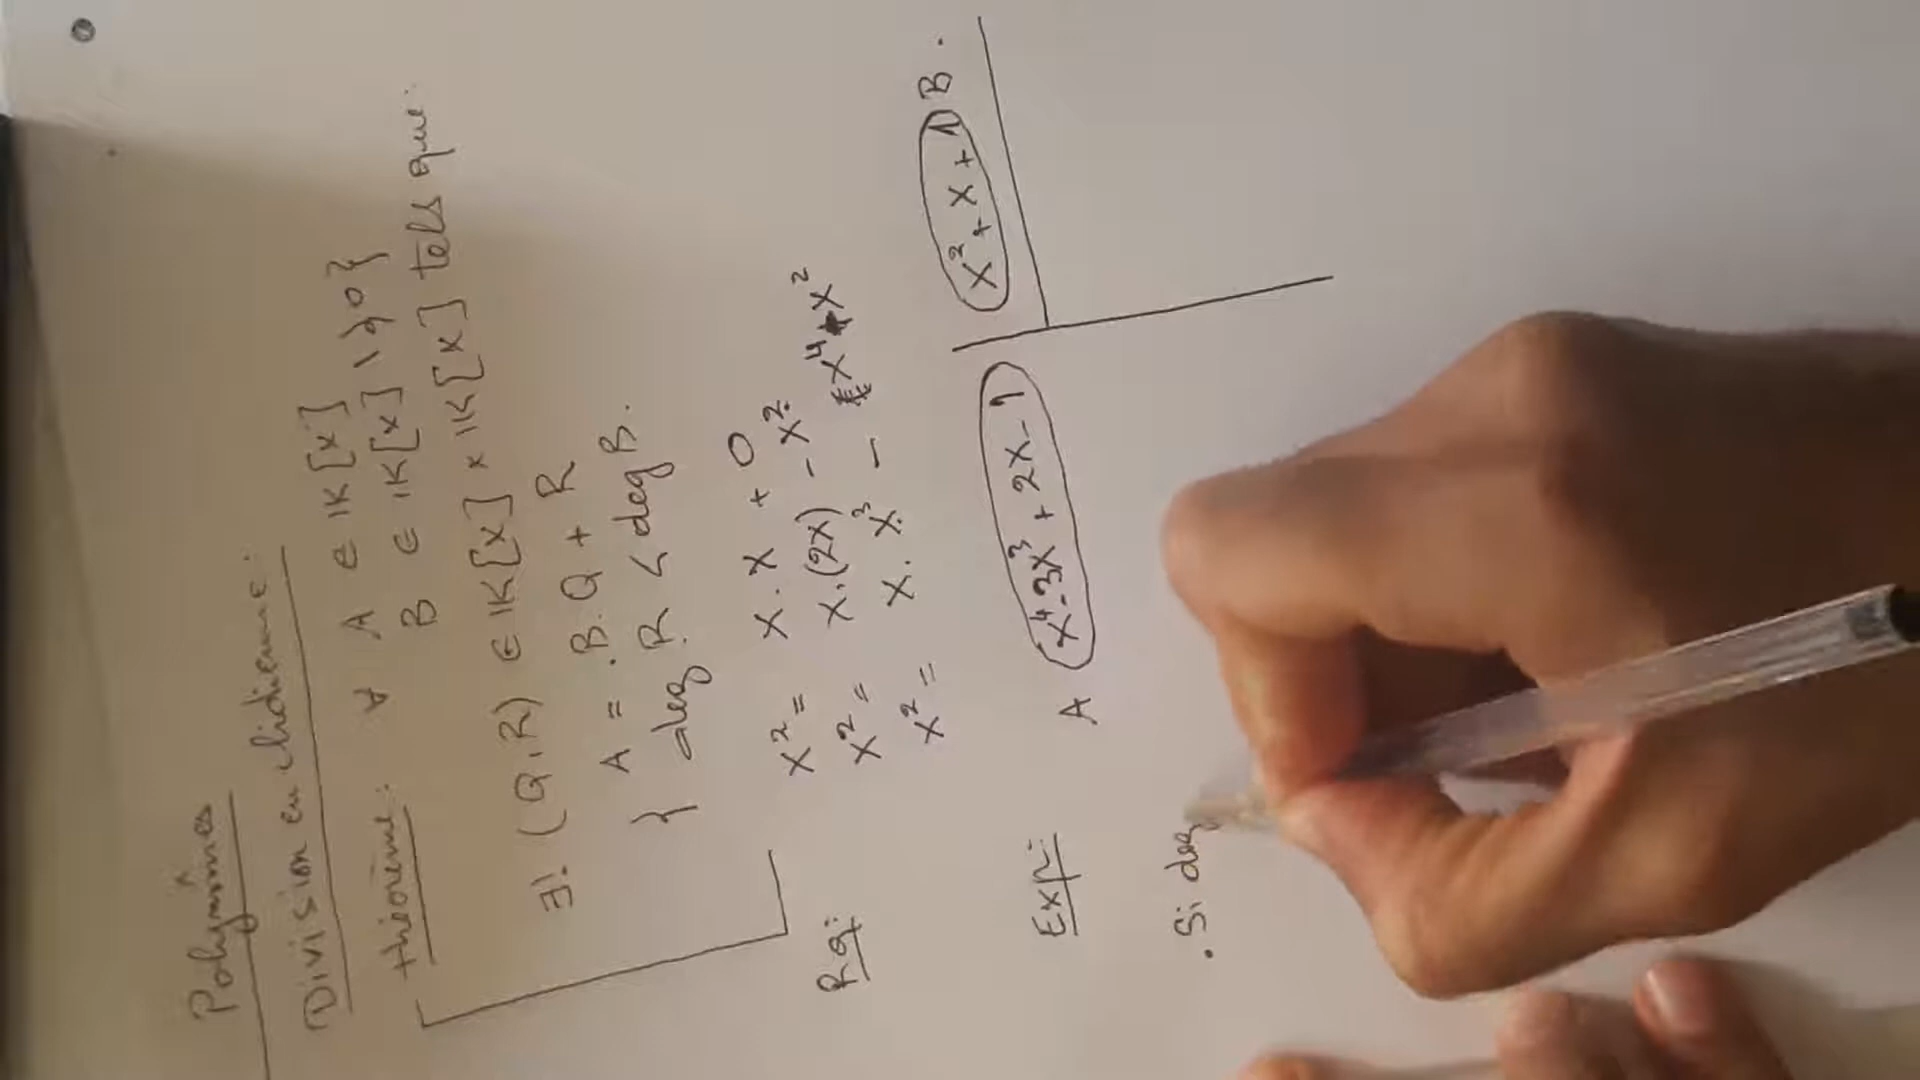 Polynômes
Division euclidienne:
théorème: ∀ A ∈ IK[X]
B ∈ IK[X] \ {0}
∃! (Q,R) ∈ IK[X] × IK[X] tels que:
{ A = B.Q + R
deg R < deg B.
Rq: X² = X.X + 0
X² = X.(2X) - X²
X² = X.X³ - X⁴ + X²
Exp: A X⁴-3X³+2X-1 X²+X+1 B.
. Si deg